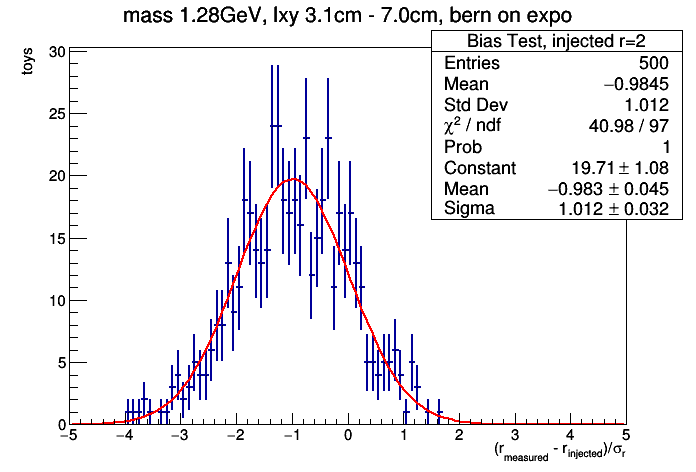 mass 1.28GeV, lxy 3.1cm - 7.0cm, bern on expo
toys
Bias Test, injected r=2
Entries 500
Mean −0.9845
Std Dev 1.012
χ² / ndf 40.98 / 97
Prob 1
Constant 19.71 ± 1.08
Mean −0.983 ± 0.045
Sigma 1.012 ± 0.032
30
25
20
15
10
5
0
−5 −4 −3 −2 −1 0 1 2 3 4 5
(r_measured - r_injected)/σ_r